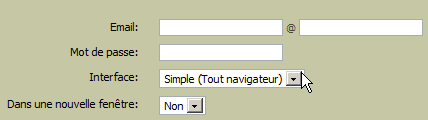 Email: @
Mot de passe:
Interface: Simple (Tout navigateur)
Dans une nouvelle fenêtre: Non